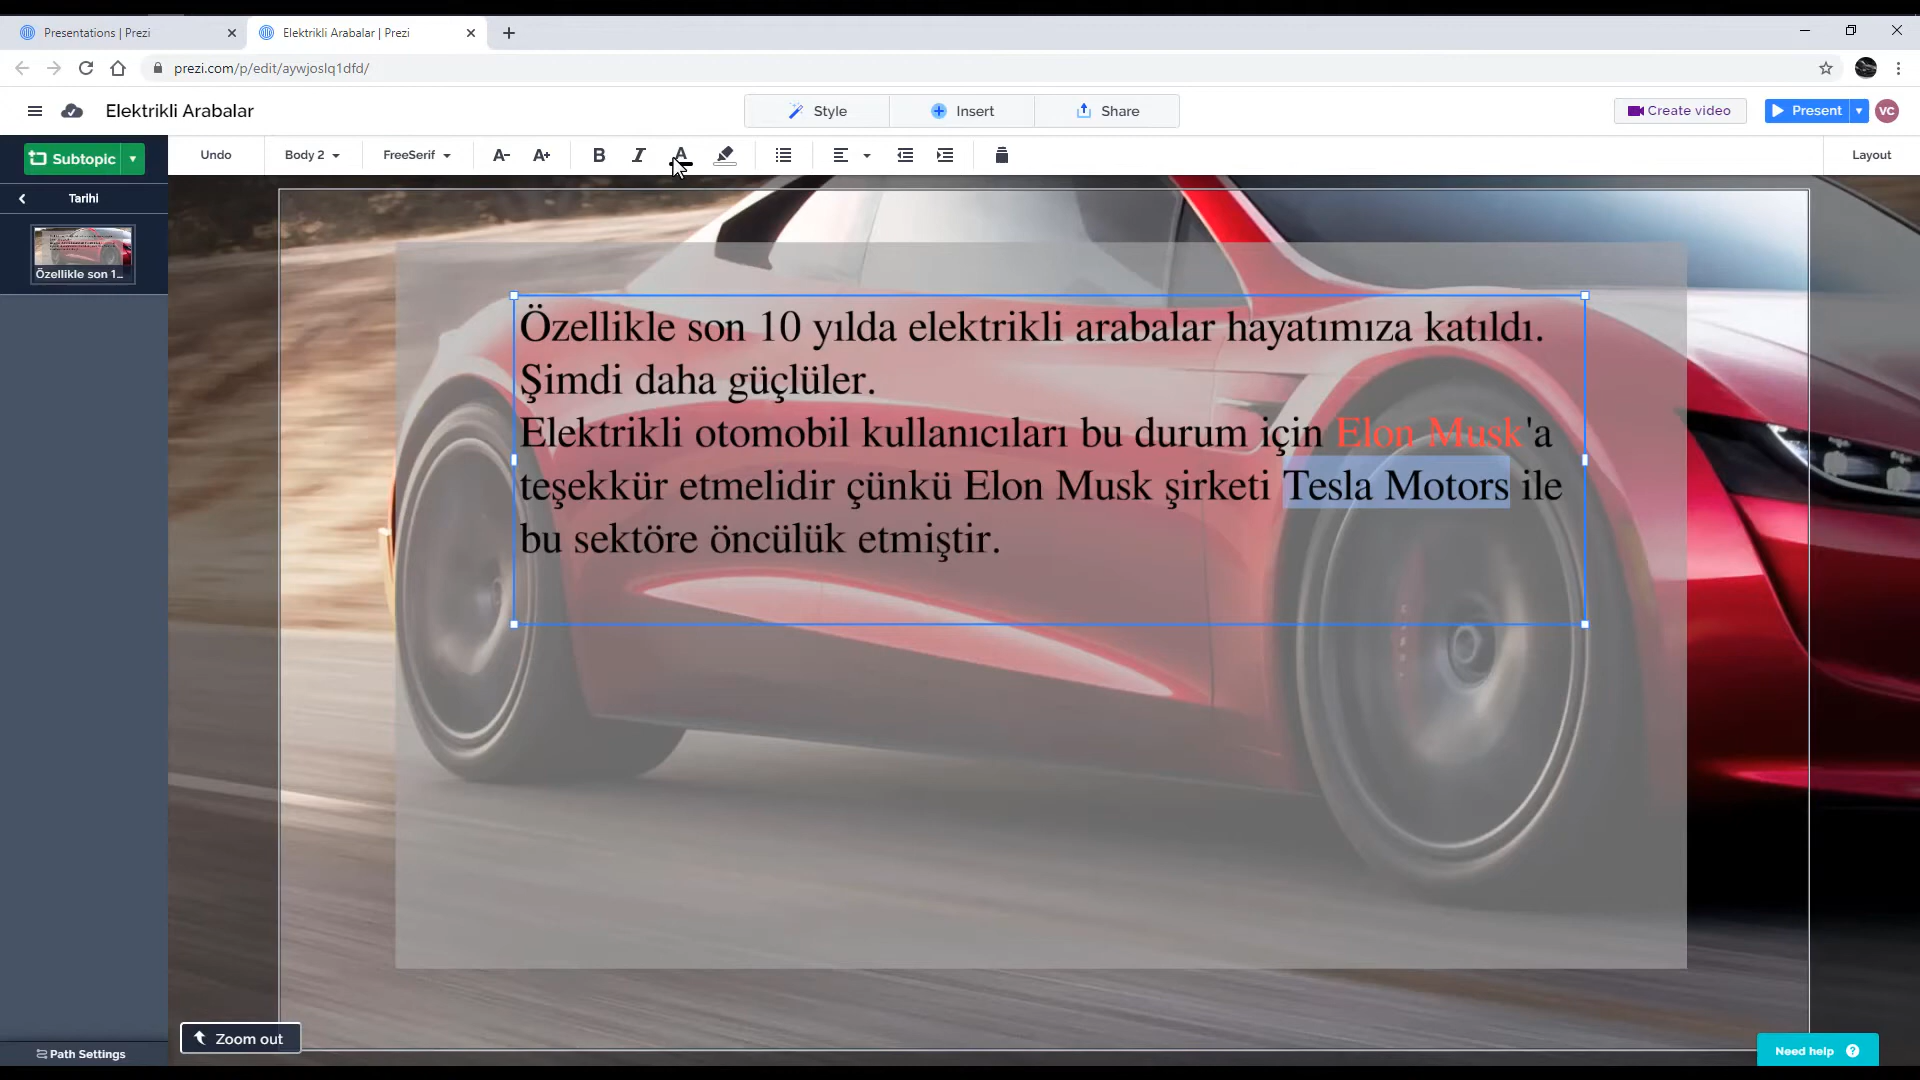 Presentations | Prezi
Elektrikli Arabalar | Prezi
prezi.com/p/edit/aywjoslq1dfd/
Elektrikli Arabalar
Style
Insert
Share
Create video
Present
VC
Subtopic
Undo
Body 2
FreeSerif
A-
A+
B
I
A
Layout
Tarihi
Özellikle son 1...
Özellikle son 10 yılda elektrikli arabalar hayatımıza katıldı.
Şimdi daha güçlüler.
Elektrikli otomobil kullanıcıları bu durum için Elon Musk'a
teşekkür etmelidir çünkü Elon Musk şirketi Tesla Motors ile
bu sektöre öncülük etmiştir.
Zoom out
Path Settings
Need help ?